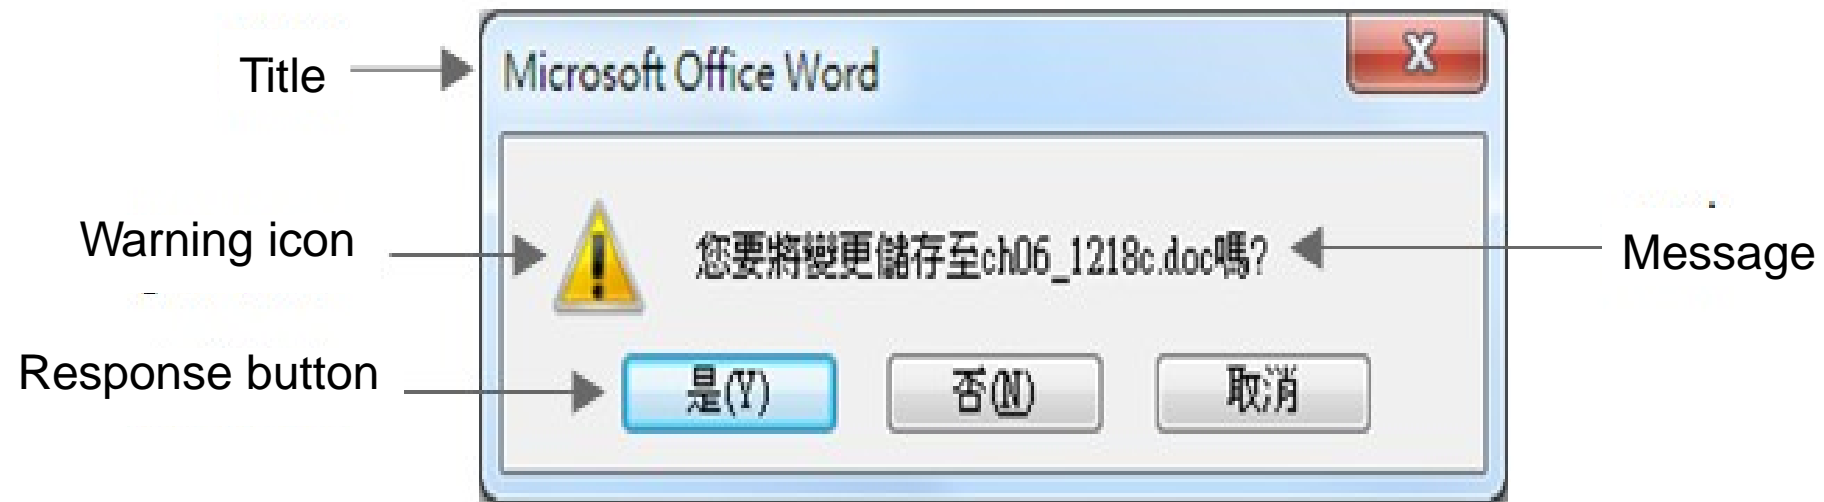 Title
Microsoft Office Word
X
Warning icon
您要將變更儲存至ch06_1218c.doc嗎?
Message
Response button
是(Y)
否(N)
取消